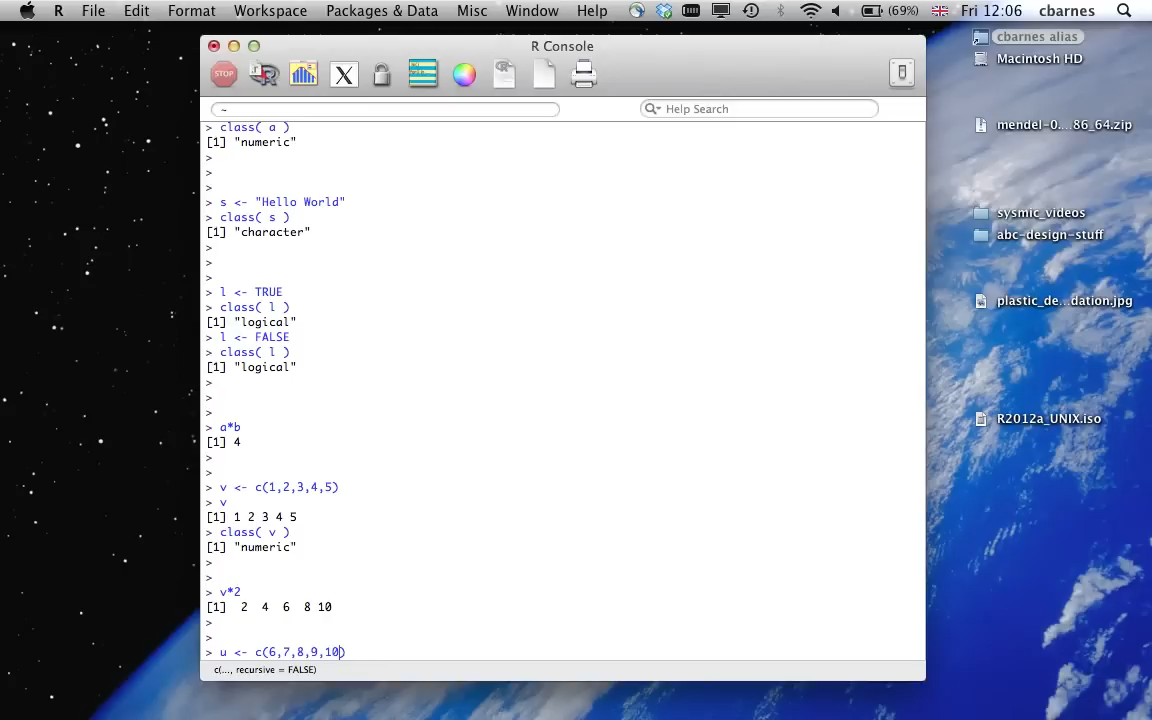 R File Edit Format Workspace Packages & Data Misc Window Help (69%) Fri 12:06 cbarnes
R Console
cbarnes alias
Macintosh HD
STOP
~
Help Search
mendel-0....86_64.zip
sysmic_videos
abc-design-stuff
plastic_de...dation.jpg
R2012a_UNIX.iso
> class( a )
[1] "numeric"
>
>
>
> s <- "Hello World"
> class( s )
[1] "character"
>
>
>
> l <- TRUE
> class( l )
[1] "logical"
> l <- FALSE
> class( l )
[1] "logical"
>
>
>
> a*b
[1] 4
>
>
> v <- c(1,2,3,4,5)
> v
[1] 1 2 3 4 5
> class( v )
[1] "numeric"
>
>
> v*2
[1]  2  4  6  8 10
>
>
> u <- c(6,7,8,9,10)
c(..., recursive = FALSE)